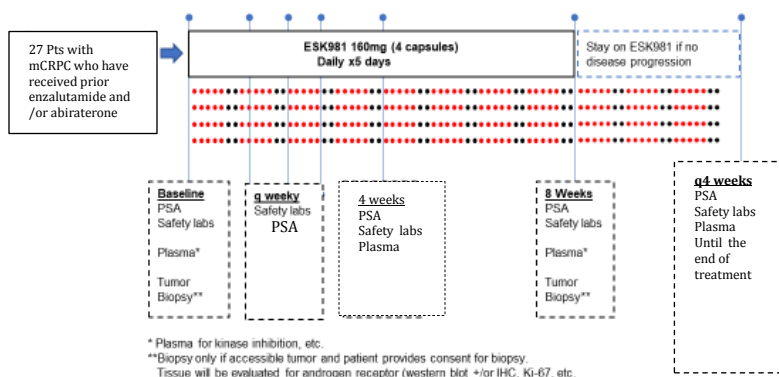 27 Pts with
mCRPC who have
received prior
enzalutamide and
/or abiraterone
ESK981 160mg (4 capsules)
Daily x5 days
Stay on ESK981 if no
disease progression
Baseline
PSA
Safety labs
Plasma*
Tumor
Biopsy**
q weeky
Safety labs
PSA
4 weeks
PSA
Safety labs
Plasma
8 Weeks
PSA
Safety labs
Plasma*
Tumor
Biopsy**
q4 weeks
PSA
Safety labs
Plasma
Until the
end of
treatment
* Plasma for kinase inhibition, etc.
**Biopsy only if accessible tumor and patient provides consent for biopsy.
Tissue will be evaluated for androgen receptor (western blot +/or IHC, Ki-67, etc.